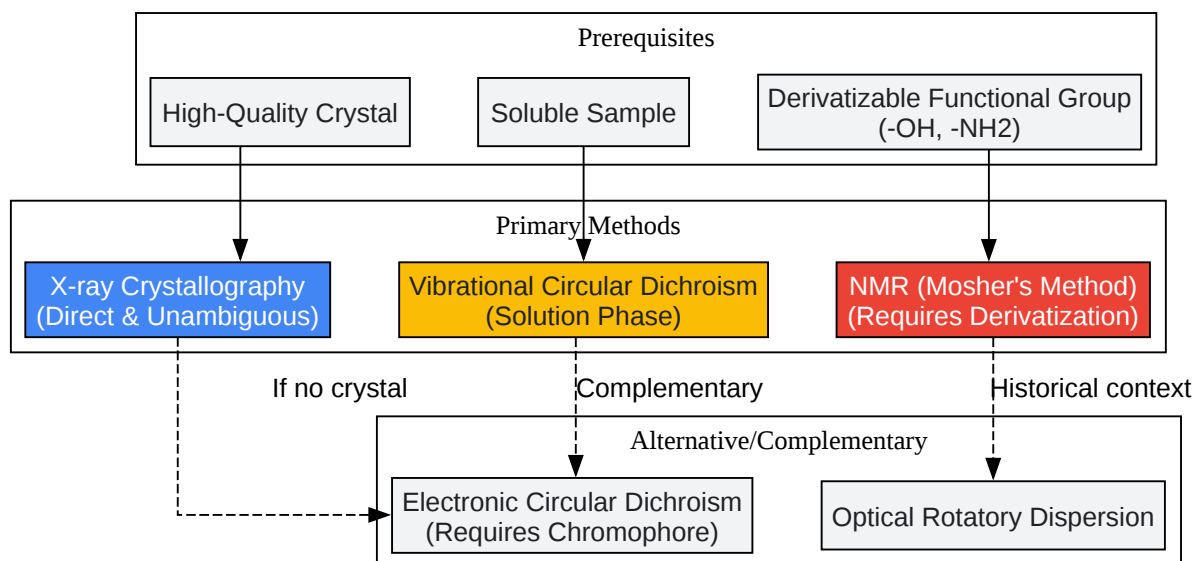 Prerequisites
High-Quality Crystal
Soluble Sample
Derivatizable Functional Group
(-OH, -NH2)
Primary Methods
X-ray Crystallography
(Direct & Unambiguous)
Vibrational Circular Dichroism
(Solution Phase)
NMR (Mosher's Method)
(Requires Derivatization)
If no crystal
Complementary
Historical context
Alternative/Complementary
Electronic Circular Dichroism
(Requires Chromophore)
Optical Rotatory Dispersion